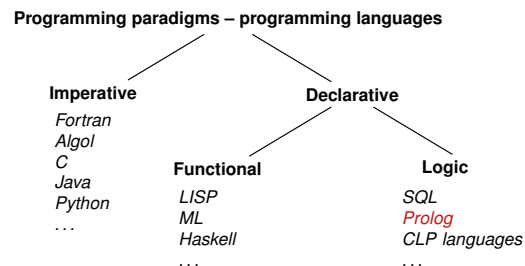 Programming paradigms – programming languages
Imperative
Fortran
Algol
C
Java
Python
...
Declarative
Functional
LISP
ML
Haskell
...
Logic
SQL
Prolog
CLP languages
...